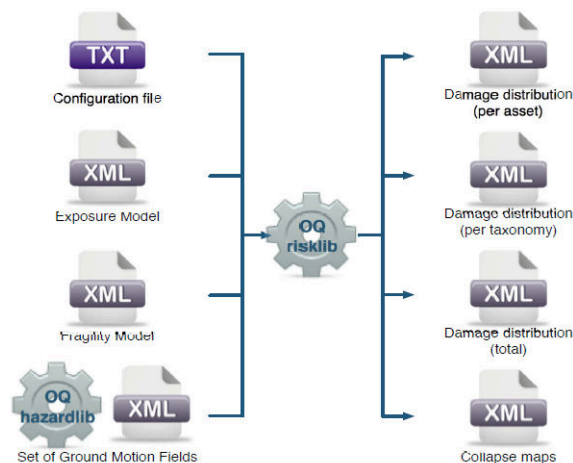 TXT
Configuration file
XML
Exposure Model
XML
Fragility Model
OQ
hazardlib
XML
Set of Ground Motion Fields
OQ
risklib
XML
Damage distribution
(per asset)
XML
Damage distribution
(per taxonomy)
XML
Damage distribution
(total)
XML
Collapse maps